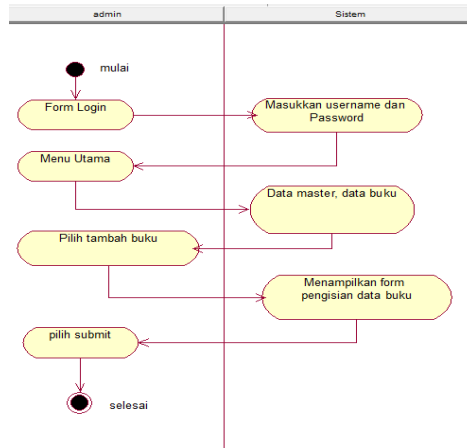 admin
Sistem
mulai
Form Login
Masukkan username dan
Password
Menu Utama
Data master, data buku
Pilih tambah buku
Menampilkan form
pengisian data buku
pilih submit
selesai